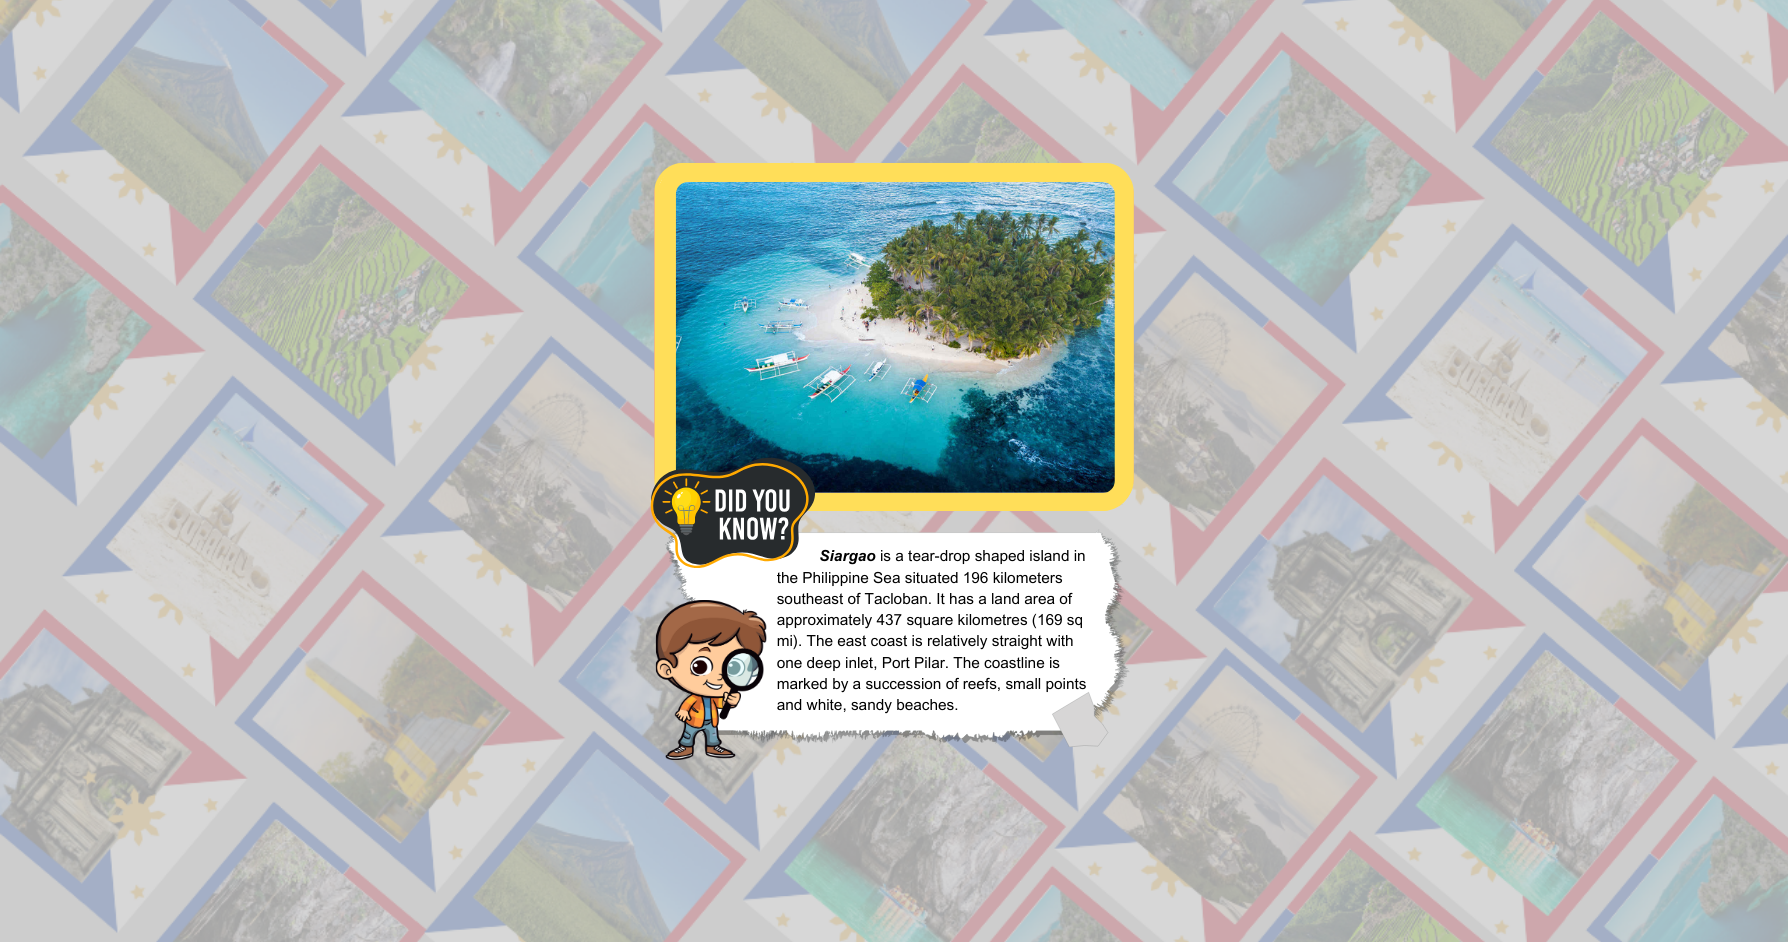 DID YOU
KNOW?
Siargao is a tear-drop shaped island in
the Philippine Sea situated 196 kilometers
southeast of Tacloban. It has a land area of
approximately 437 square kilometres (169 sq
mi). The east coast is relatively straight with
one deep inlet, Port Pilar. The coastline is
marked by a succession of reefs, small points
and white, sandy beaches.
BORACAY
BORACAY